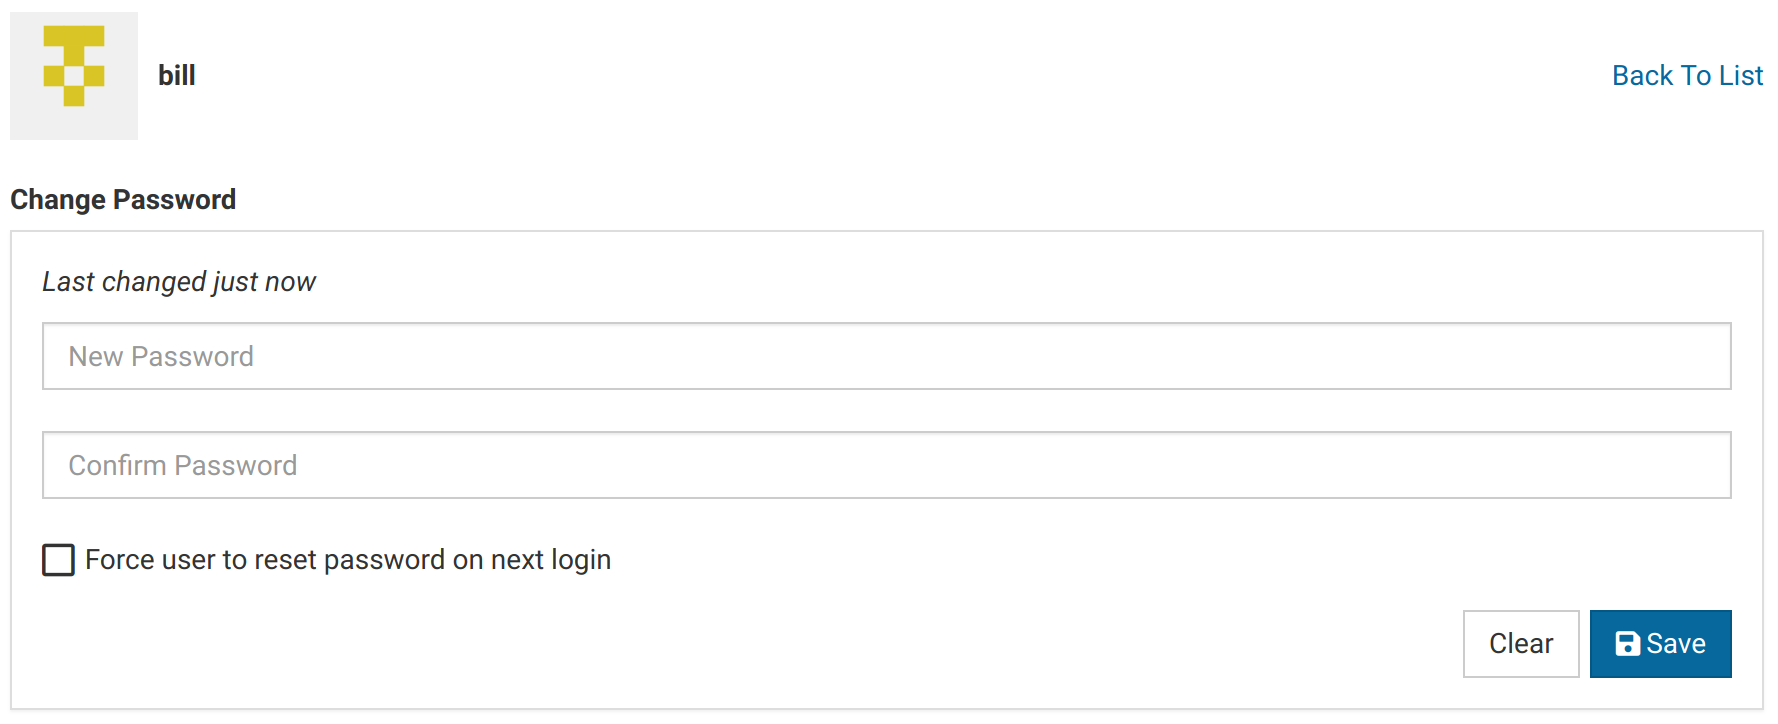 bill
Back To List
Change Password
Last changed just now
New Password
Confirm Password
Force user to reset password on next login
Clear
Save